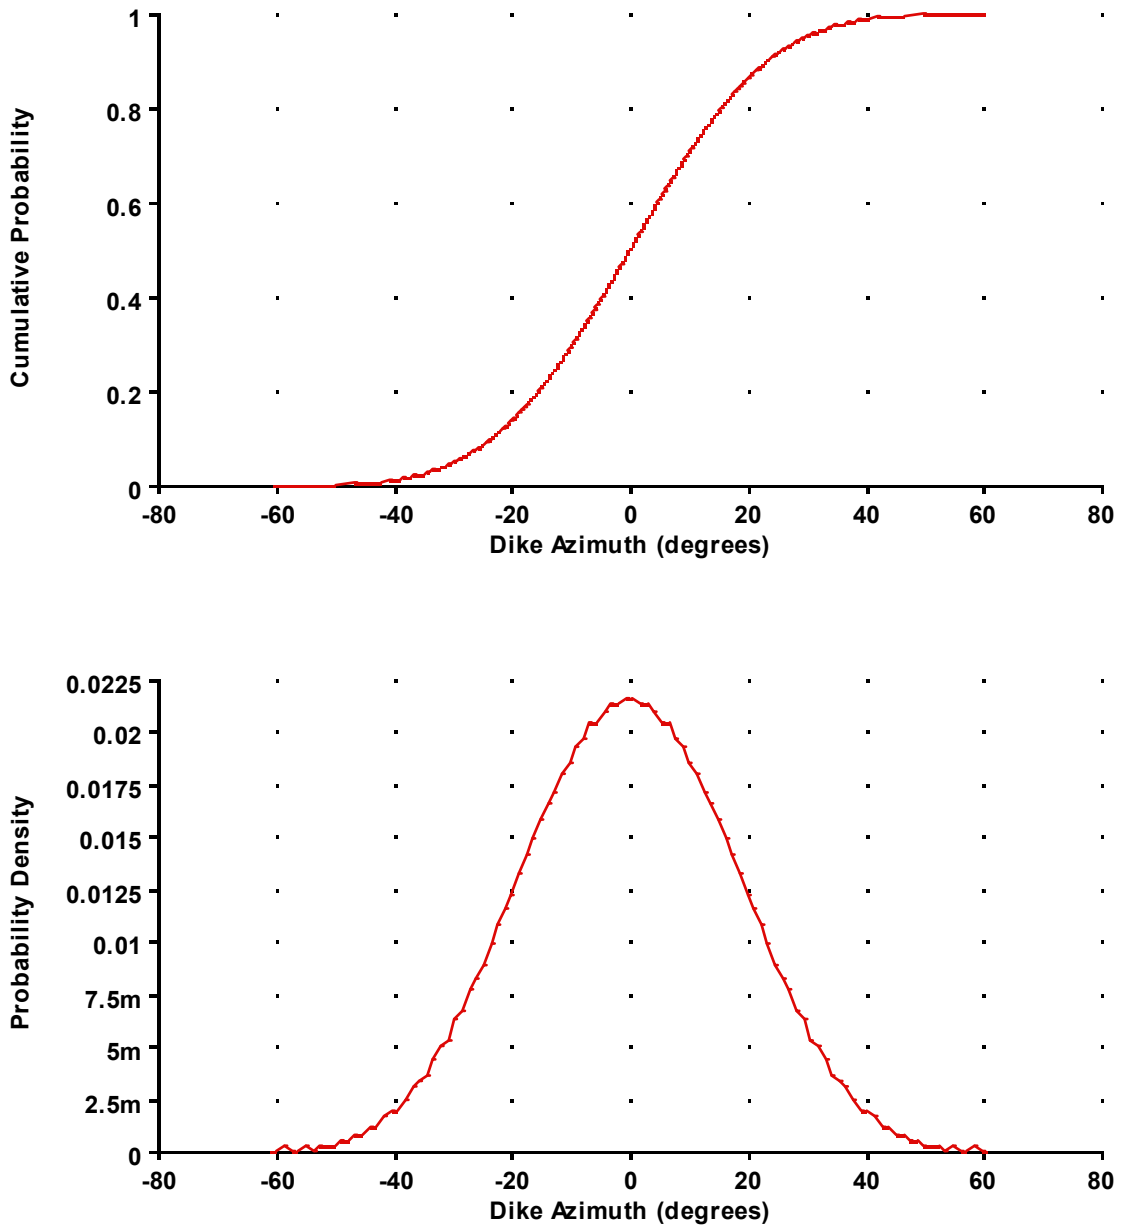 Cumulative Probability
1
0.8
0.6
0.4
0.2
0
-80 -60 -40 -20 0 20 40 60 80
Dike Azimuth (degrees)
Probability Density
0.0225
0.02
0.0175
0.015
0.0125
0.01
7.5m
5m
2.5m
0
-80 -60 -40 -20 0 20 40 60 80
Dike Azimuth (degrees)